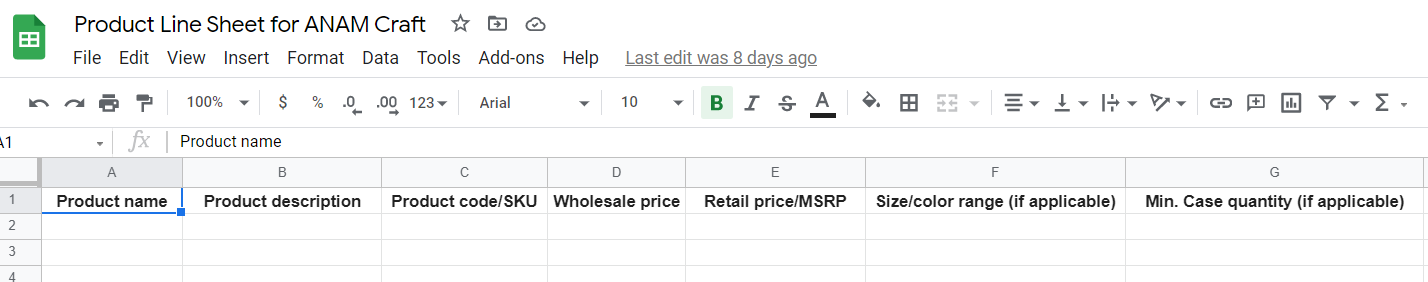 Product Line Sheet for ANAM Craft
File Edit View Insert Format Data Tools Add-ons Help Last edit was 8 days ago
100% $ % .0 .00 123 Arial 10 B I S A Σ
A1 fx Product name
A B C D E F G
1 Product name Product description Product code/SKU Wholesale price Retail price/MSRP Size/color range (if applicable) Min. Case quantity (if applicable)
2
3
4